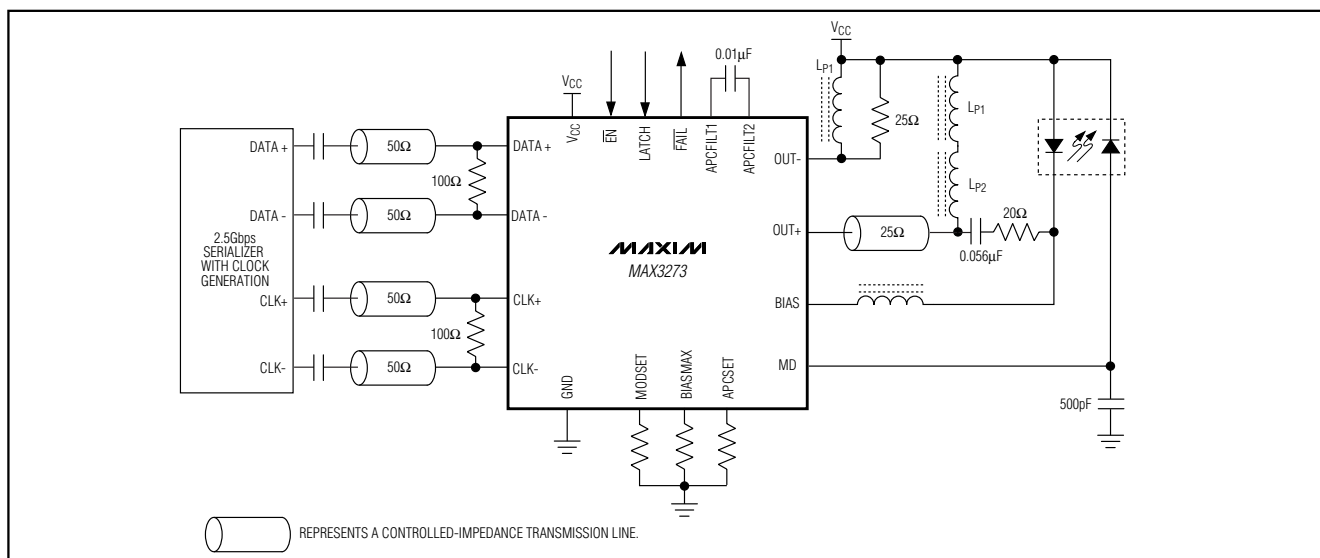 VCC
0.01μF
LP1
VCC
LP1
25Ω
VCC
EN
LATCH
FAIL
APCFILT1
APCFILT2
DATA +
50Ω
DATA +
OUT-
100Ω
LP2
DATA -
50Ω
DATA -
20Ω
OUT+
25Ω
0.056μF
2.5Gbps
SERIALIZER
WITH CLOCK
GENERATION
MAXIM
MAX3273
CLK+
50Ω
CLK+
BIAS
100Ω
CLK-
50Ω
CLK-
MD
GND
MODSET
BIASMAX
APCSET
500pF
REPRESENTS A CONTROLLED-IMPEDANCE TRANSMISSION LINE.